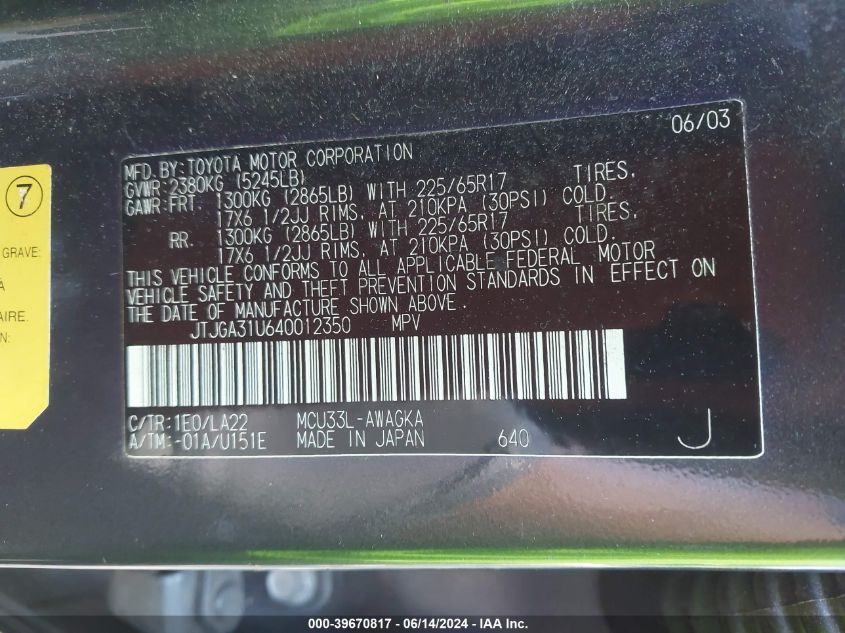 06/03
MFD. BY: TOYOTA MOTOR CORPORATION
GVWR: 2380KG (5245LB)
GAWR: FRT. 1300KG (2865LB) WITH 225/65R17 TIRES,
17X6 1/2JJ RIMS, AT 210KPA (30PSI) COLD.
RR. 1300KG (2865LB) WITH 225/65R17 TIRES,
17X6 1/2JJ RIMS, AT 210KPA (30PSI) COLD.
THIS VEHICLE CONFORMS TO ALL APPLICABLE FEDERAL MOTOR
VEHICLE SAFETY AND THEFT PREVENTION STANDARDS IN EFFECT ON
THE DATE OF MANUFACTURE SHOWN ABOVE.
JTJGA31U640012350 MPV
C/TR: 1E0/LA22 MCU33L-AWAGKA
A/TM: -01A/U151E MADE IN JAPAN 640 J
7
GRAVE:
À
AIRE.
000-39670817 - 06/14/2024 - © IAA Inc.